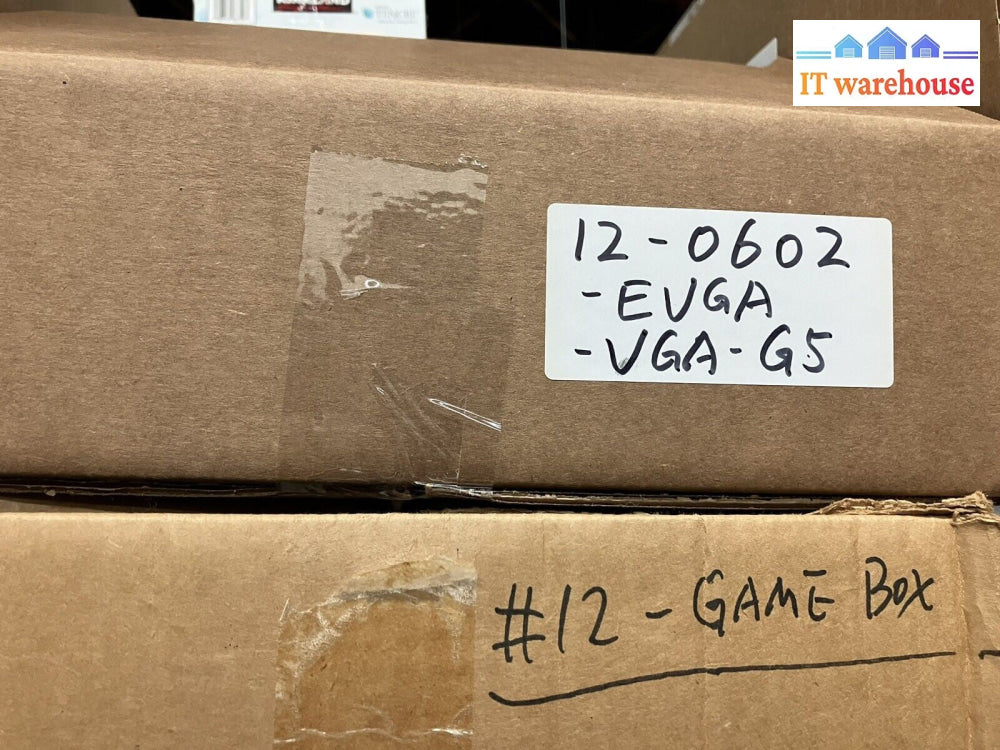 IT warehouse
12-0602
-EVGA
-VGA-G5
#12-GAME BOX